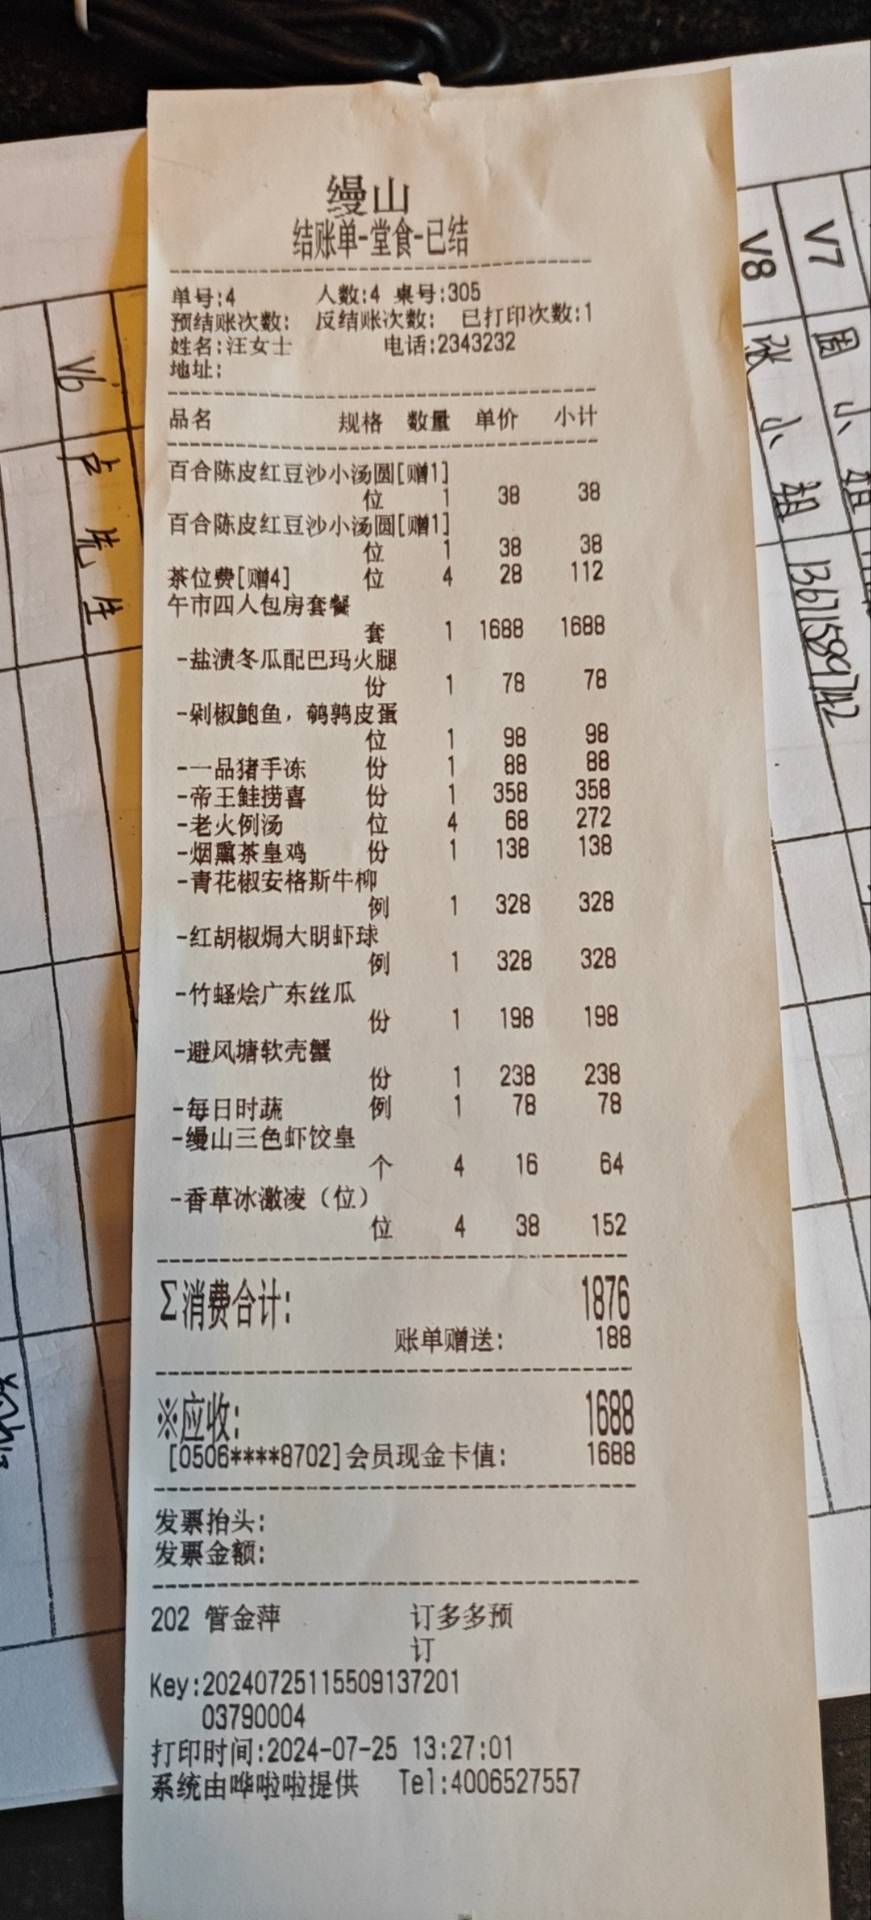 缦山
结账单-堂食-已结
单号:4 人数:4 桌号:305
预结账次数: 反结账次数: 已打印次数:1
姓名:汪女士 电话:2343232
地址:
品名 规格 数量 单价 小计
百合陈皮红豆沙小汤圆[赠1]
位 1 38 38
百合陈皮红豆沙小汤圆[赠1]
位 1 38 38
茶位费[赠4] 位 4 28 112
午市四人包房套餐
套 1 1688 1688
-盐渍冬瓜配巴玛火腿
份 1 78 78
-剁椒鲍鱼，鹌鹑皮蛋
位 1 98 98
-一品猪手冻 份 1 88 88
-帝王鲑捞喜 份 1 358 358
-老火例汤 位 4 68 272
-烟熏茶皇鸡 份 1 138 138
-青花椒安格斯牛柳
例 1 328 328
-红胡椒焗大明虾球
例 1 328 328
-竹蛏烩广东丝瓜
份 1 198 198
-避风塘软壳蟹
份 1 238 238
-每日时蔬 例 1 78 78
-缦山三色虾饺皇
个 4 16 64
-香草冰激凌（位）
位 4 38 152
Σ消费合计: 1876
账单赠送: 188
※应收: 1688
[0506****8702]会员现金卡值: 1688
发票抬头:
发票金额:
202 管金萍 订多多预
订
Key:20240725115509137201
03790004
打印时间:2024-07-25 13:27:01
系统由哗啦啦提供 Tel:4006527557
V6 卢先生
V7 周小姐
V8 张小姐 13671589742